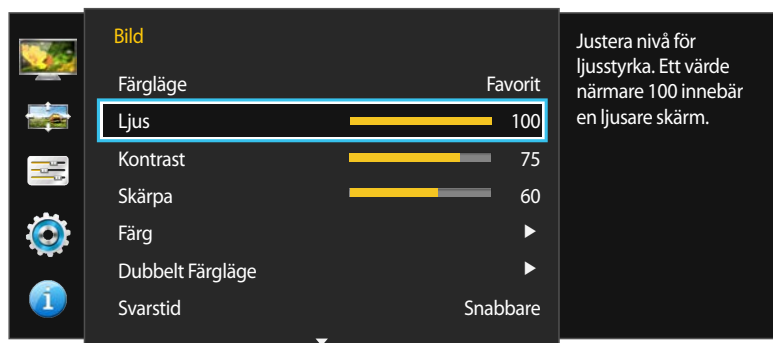 Bild
Färgläge Favorit
Ljus 100
Kontrast 75
Skärpa 60
Färg
Dubbelt Färgläge
Svarstid Snabbare
Justera nivå för
ljusstyrka. Ett värde
närmare 100 innebär
en ljusare skärm.